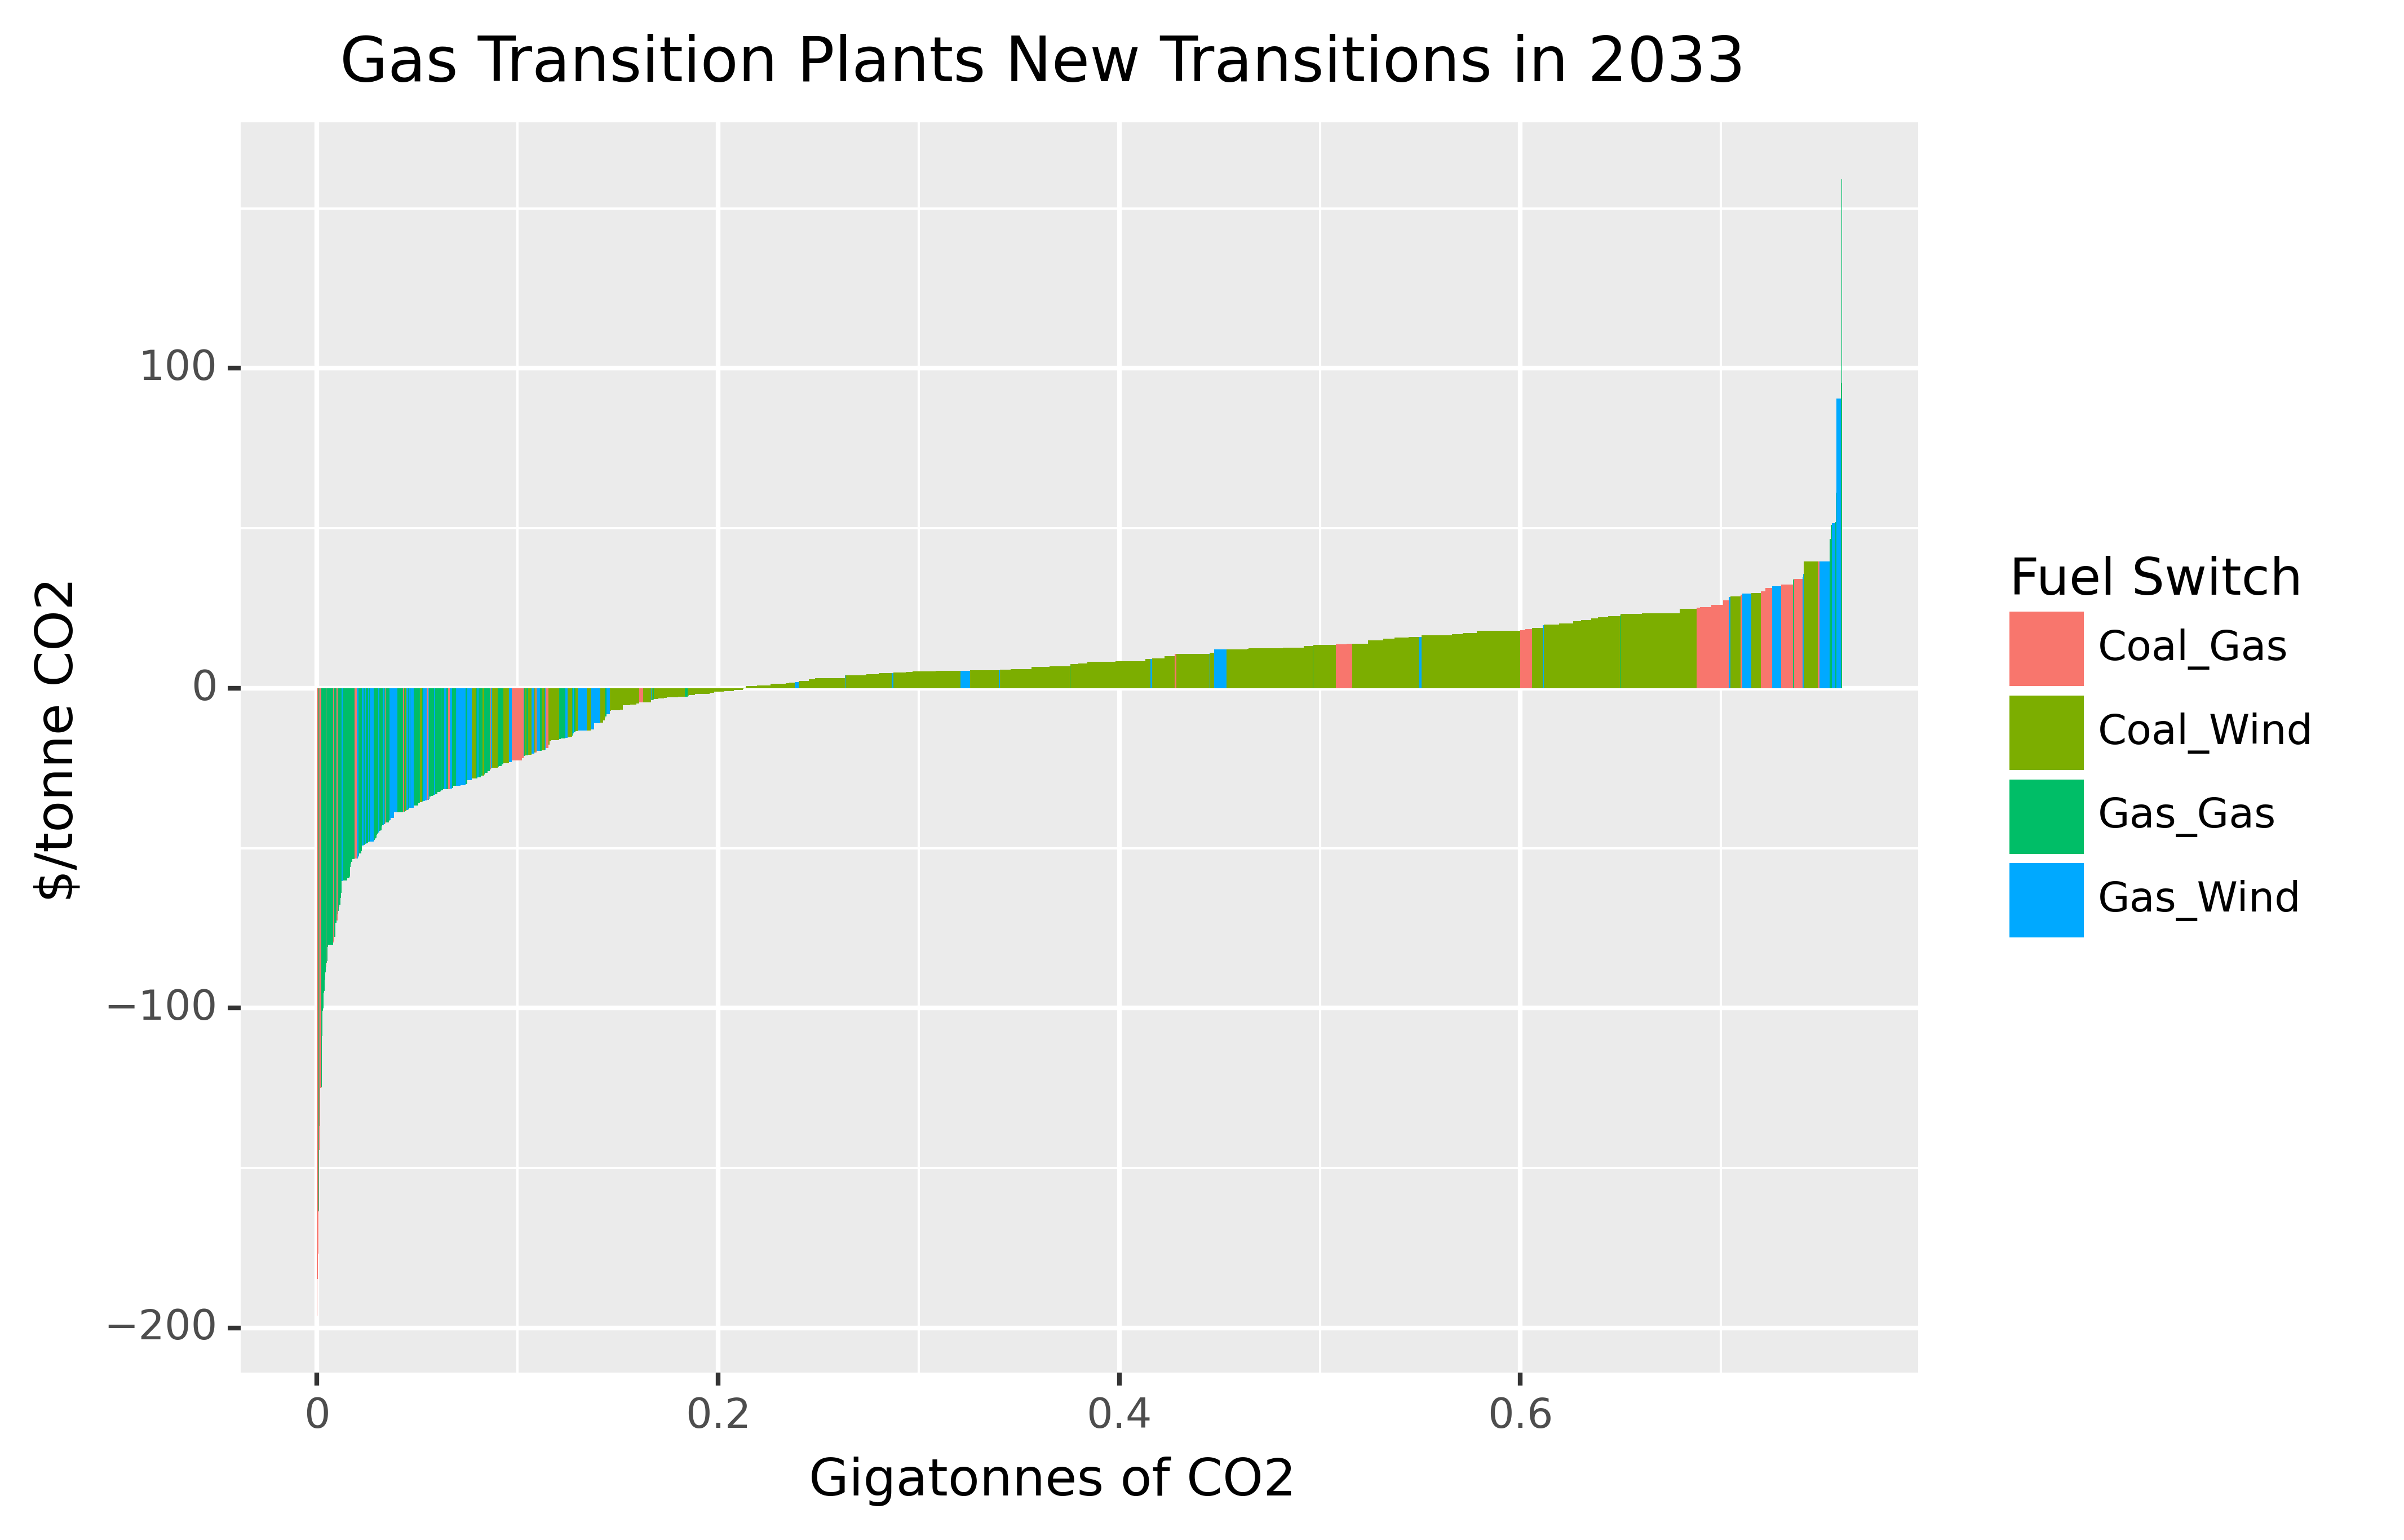 Gas Transition Plants New Transitions in 2033
$/tonne CO2
100
0
−100
−200
0
0.2
0.4
0.6
Gigatonnes of CO2
Fuel Switch
Coal_Gas
Coal_Wind
Gas_Gas
Gas_Wind